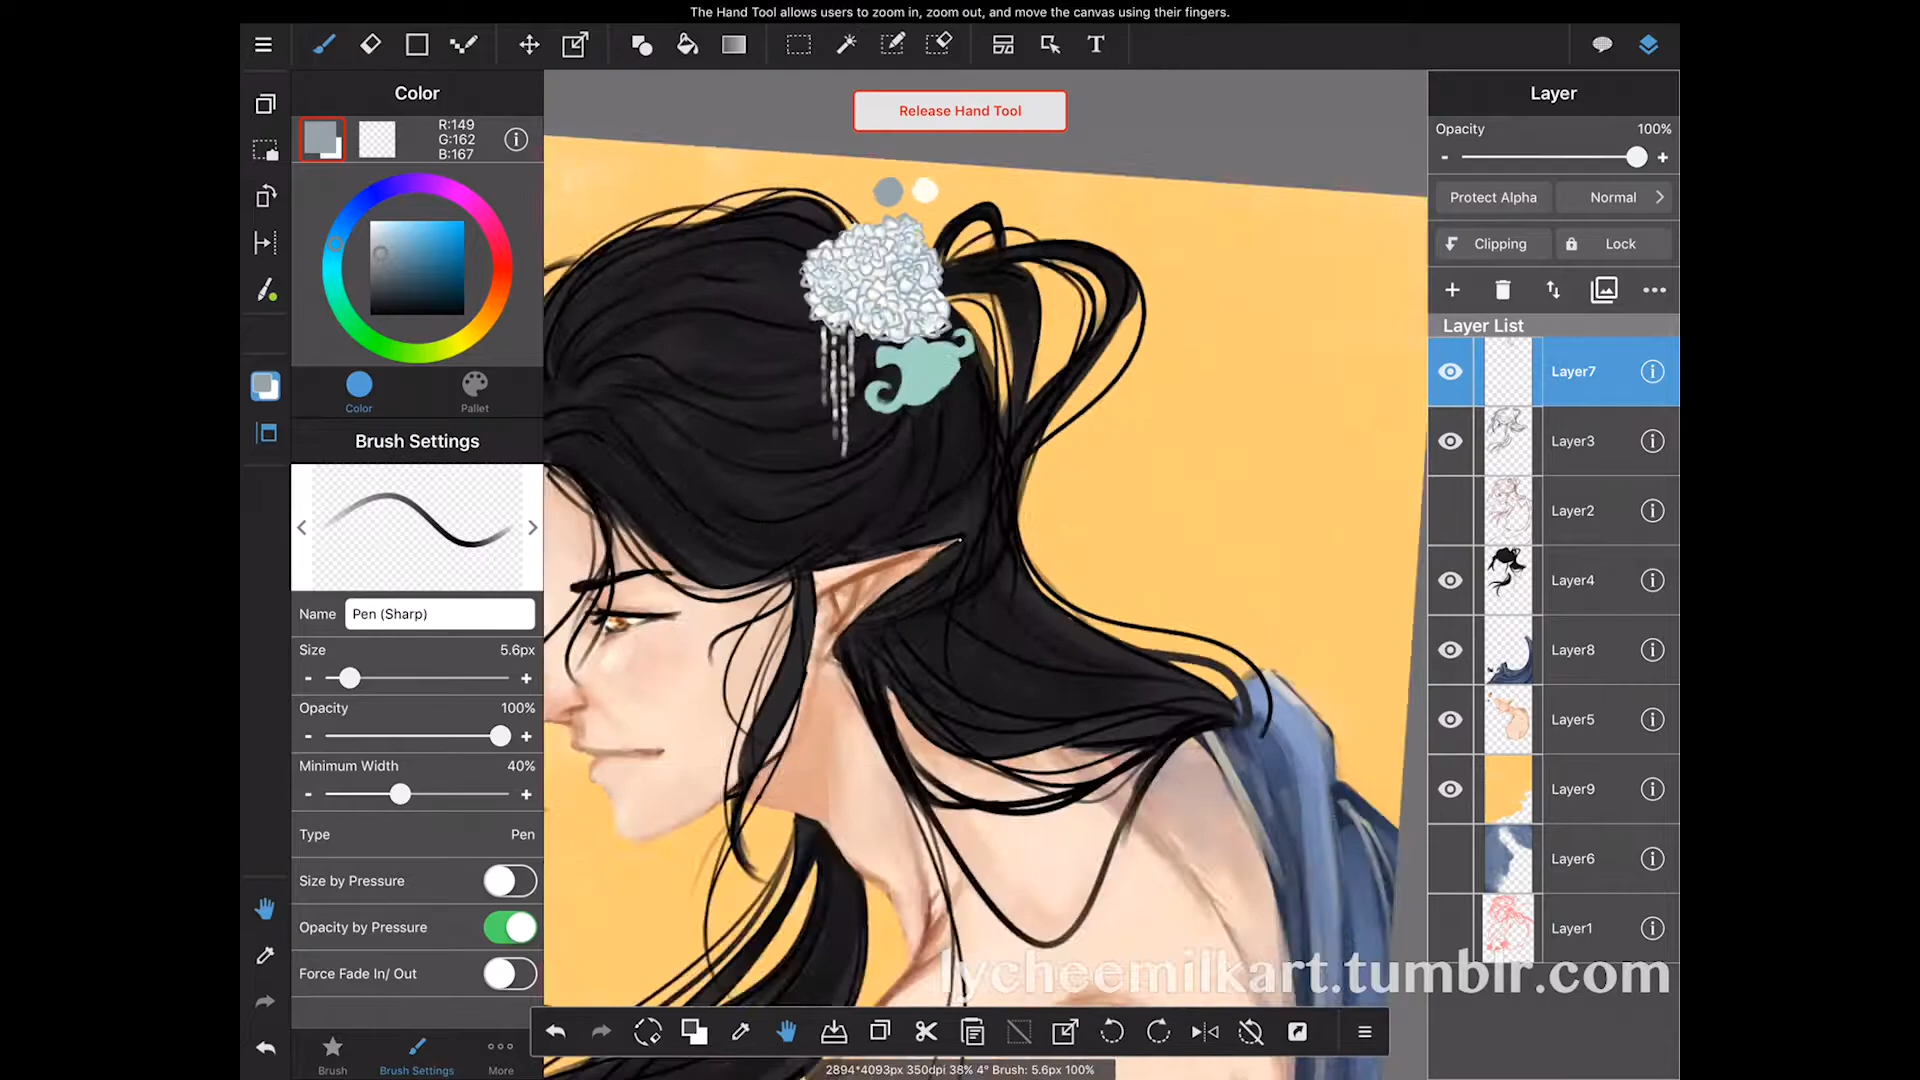 The Hand Tool allows users to zoom in, zoom out, and move the canvas using their fingers.
T
Color
R:149
G:162
B:167
Release Hand Tool
Color
Pallet
Brush Settings
Name Pen (Sharp)
Size 5.6px
- +
Opacity 100%
- +
Minimum Width 40%
- +
Type Pen
Size by Pressure
Opacity by Pressure
Force Fade In/ Out
Brush
Brush Settings
More
Layer
Opacity 100%
- +
Protect Alpha Normal
Clipping Lock
Layer List
Layer7
Layer3
Layer2
Layer4
Layer8
Layer5
Layer9
Layer6
Layer1
lycheemilkart.tumblr.com
2894*4093px 350dpi 38% 4° Brush: 5.6px 100%